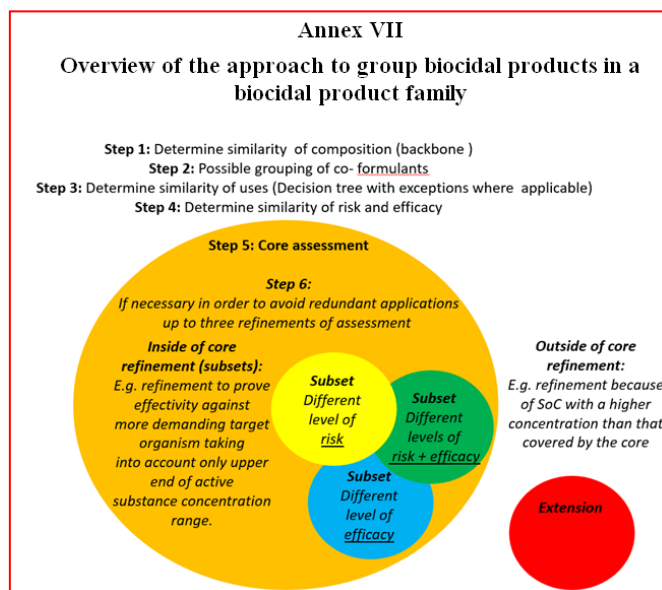 Annex VII
Overview of the approach to group biocidal products in a
biocidal product family
Step 1: Determine similarity of composition (backbone )
Step 2: Possible grouping of co- formulants
Step 3: Determine similarity of uses (Decision tree with exceptions where applicable)
Step 4: Determine similarity of risk and efficacy
Step 5: Core assessment
Step 6:
If necessary in order to avoid redundant applications
up to three refinements of assessment
Inside of core
refinement (subsets):
E.g. refinement to prove
effectivity against
more demanding target
organism taking
into account only upper
end of active
substance concentration
range.
Subset
Different
level of
risk
Subset
Different
levels of
risk + efficacy
Subset
Different
level of
efficacy
Outside of core
refinement:
E.g. refinement because
of SoC with a higher
concentration than that
covered by the core
Extension